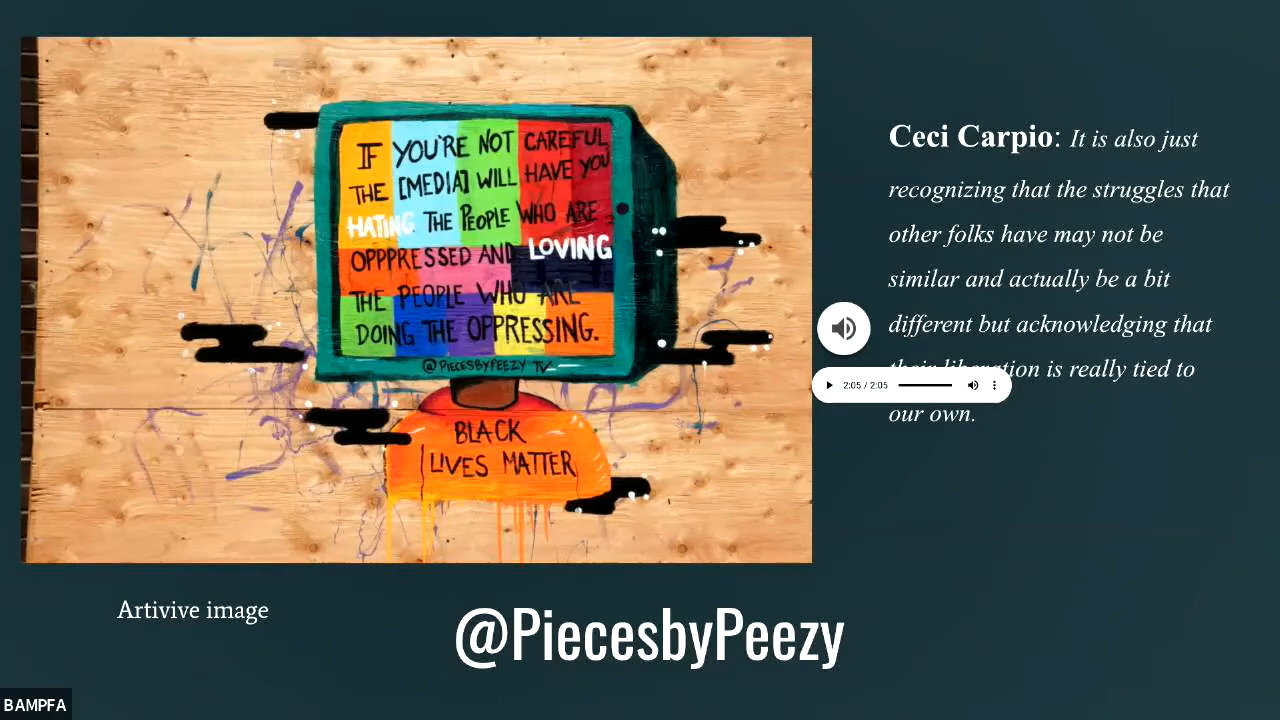 IF YOU'RE NOT CAREFUL
THE [MEDIA] WILL HAVE YOU
HATING THE PEOPLE WHO ARE
OPPPRESSED AND LOVING
THE PEOPLE WHO ARE
DOING THE OPPRESSING.
@PIECESBYPEEZY TV
BLACK
LIVES MATTER
Ceci Carpio: It is also just
recognizing that the struggles that
other folks have may not be
similar and actually be a bit
different but acknowledging that
their liberation is really tied to
our own.
2:05 / 2:05
Artivive image
@PiecesbyPeezy
BAMPFA